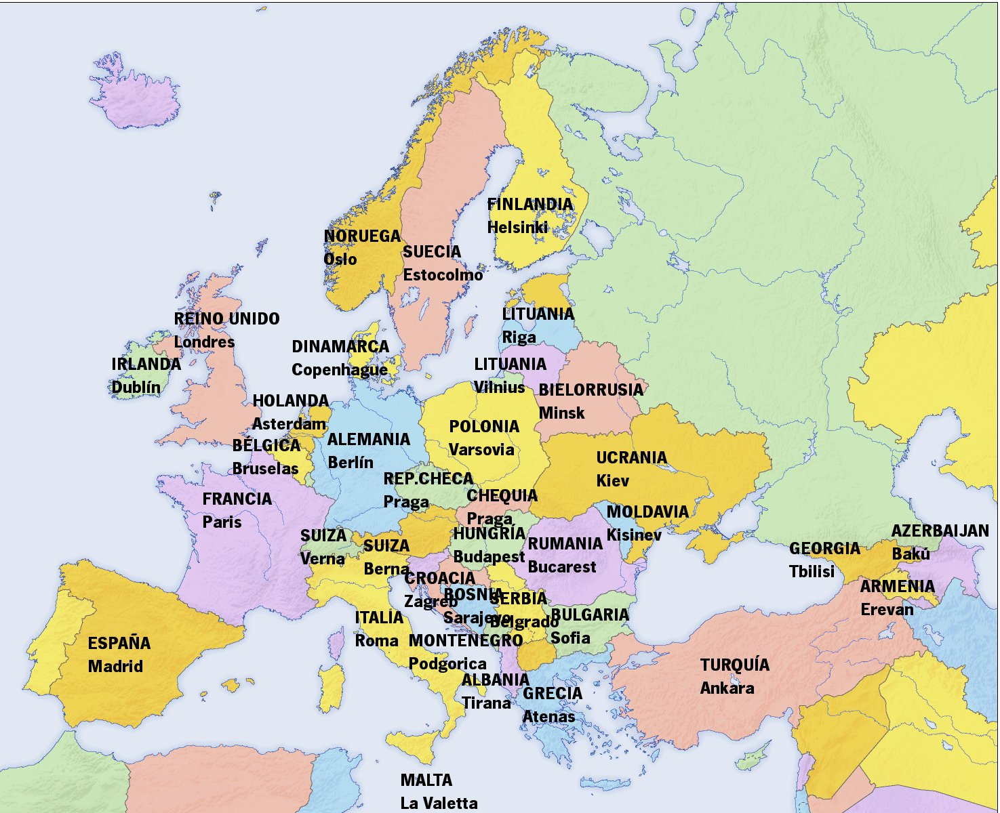 FINLANDIA
Helsinki
NORUEGA
Oslo
SUECIA
Estocolmo
REINO UNIDO
Londres
LITUANIA
Riga
DINAMARCA
Copenhague
IRLANDA
Dublín
LITUANIA
Vilnius
BIELORRUSIA
Minsk
HOLANDA
Asterdam
POLONIA
Varsovia
ALEMANIA
Berlín
BÉLGICA
Bruselas
UCRANIA
Kiev
REP.CHECA
Praga
CHEQUIA
Praga
FRANCIA
Paris
MOLDAVIA
Kisinev
AZERBAIJAN
Bakú
HUNGRÍA
Budapest
SUIZA
Verna
RUMANIA
Bucarest
SUIZA
Berna
GEORGIA
Tbilisi
CROACIA
Zagreb
ARMENIA
Erevan
BOSNIA
Sarajevo
SERBIA
Belgrado
BULGARIA
Sofia
ITALIA
Roma
MONTENEGRO
Podgorica
ESPAÑA
Madrid
TURQUÍA
Ankara
ALBANIA
Tirana
GRECIA
Atenas
MALTA
La Valetta